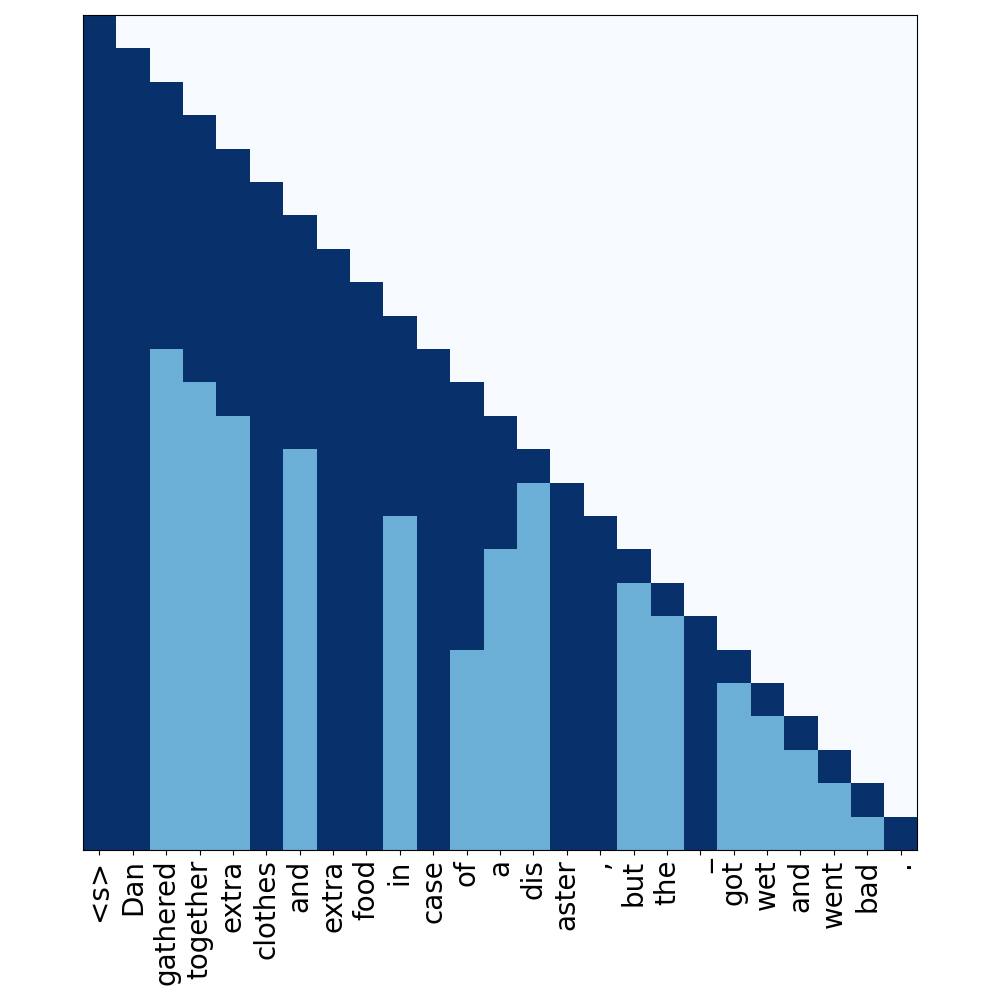 <s>
Dan
gathered
together
extra
clothes
and
extra
food
in
case
of
a
dis
aster
,
but
the
_
got
wet
and
went
bad
.